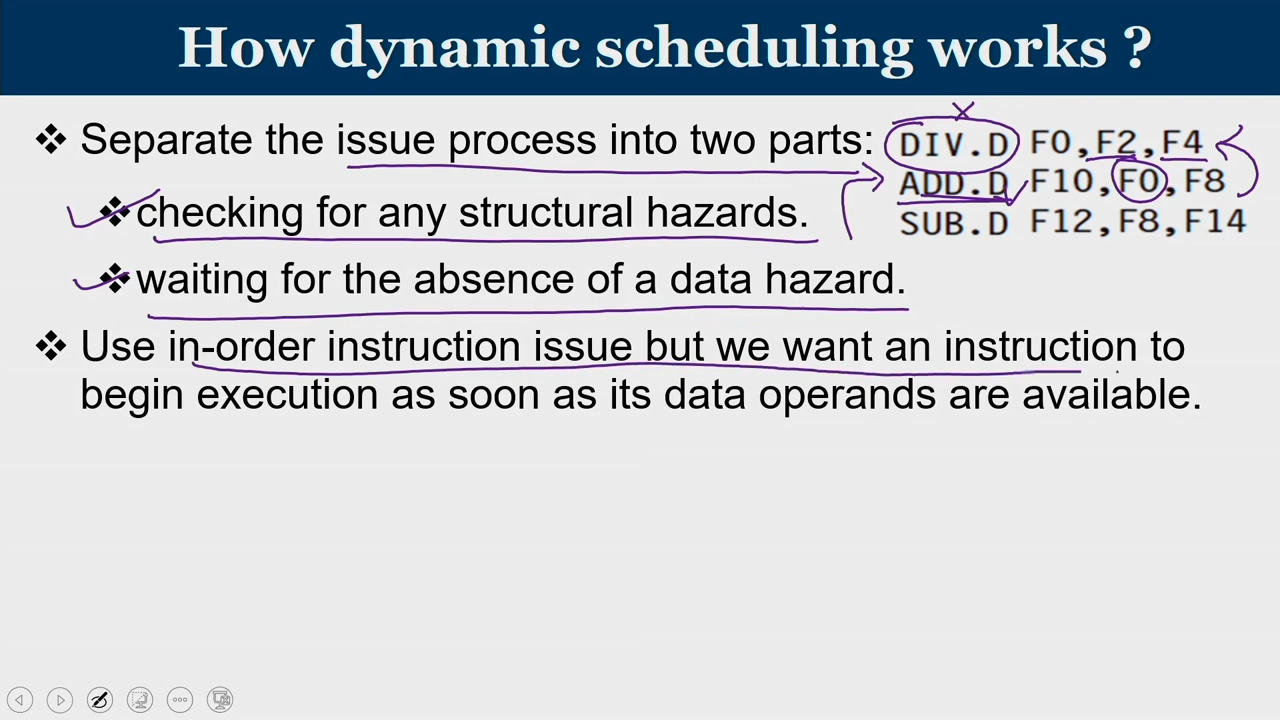 How dynamic scheduling works ?
❖ Separate the issue process into two parts:
❖ checking for any structural hazards.
❖ waiting for the absence of a data hazard.
❖ Use in-order instruction issue but we want an instruction to
begin execution as soon as its data operands are available.
DIV.D F0,F2,F4
ADD.D F10,F0,F8
SUB.D F12,F8,F14